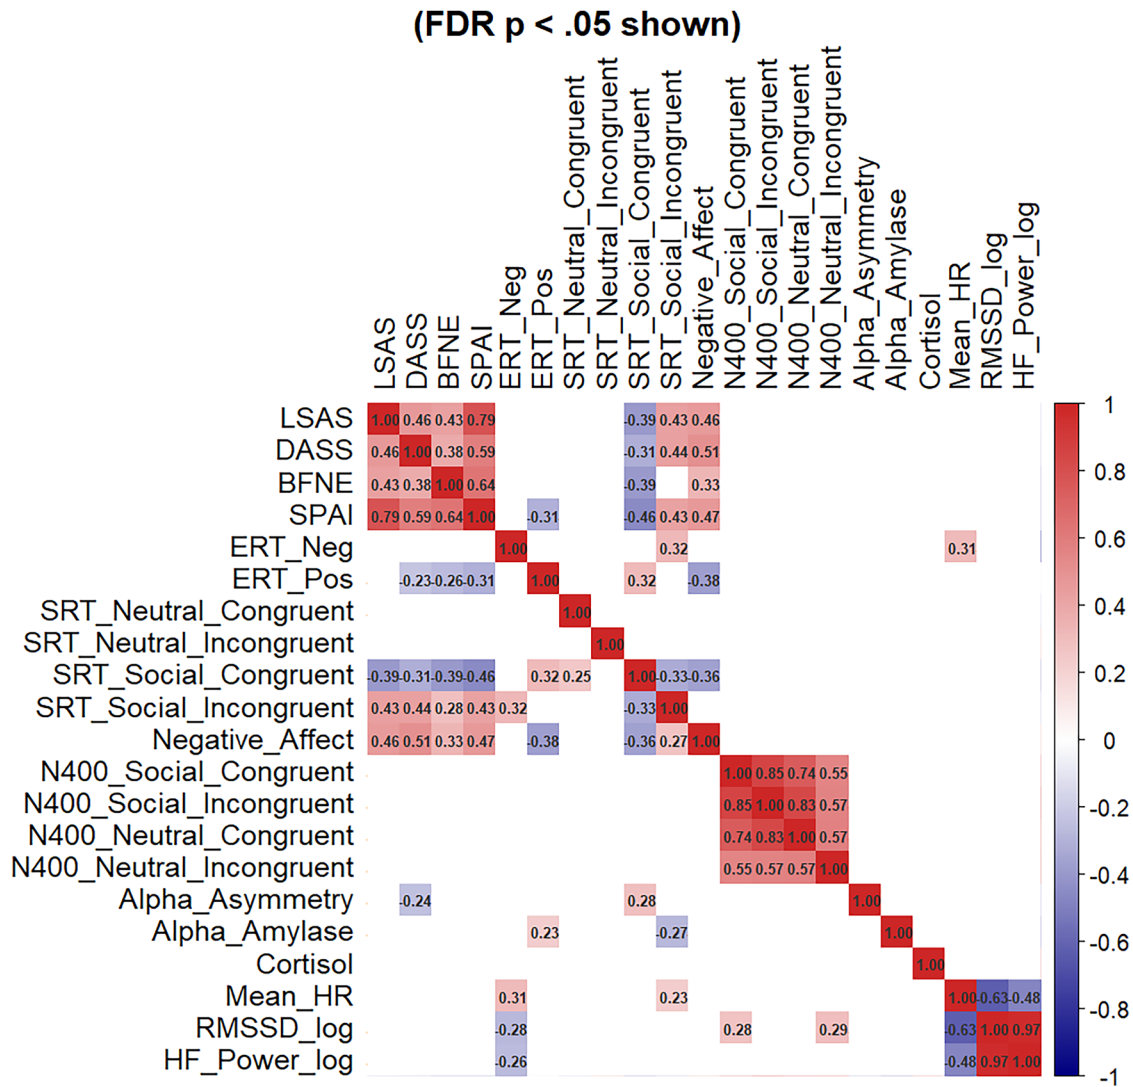 (FDR p < .05 shown)
LSAS DASS BFNE SPAI ERT_Neg ERT_Pos SRT_Neutral_Congruent SRT_Neutral_Incongruent SRT_Social_Congruent SRT_Social_Incongruent Negative_Affect N400_Social_Congruent N400_Social_Incongruent N400_Neutral_Congruent N400_Neutral_Incongruent Alpha_Asymmetry Alpha_Amylase Cortisol Mean_HR RMSSD_log HF_Power_log
LSAS 1.00 0.46 0.43 0.79 -0.39 0.43 0.46
DASS 0.46 1.00 0.38 0.59 -0.31 0.44 0.51
BFNE 0.43 0.38 1.00 0.64 -0.39 0.33
SPAI 0.79 0.59 0.64 1.00 -0.31 -0.46 0.43 0.47
ERT_Neg 1.00 0.32 0.31
ERT_Pos -0.23 -0.26 -0.31 1.00 0.32 -0.38
SRT_Neutral_Congruent 1.00
SRT_Neutral_Incongruent 1.00
SRT_Social_Congruent -0.39 -0.31 -0.39 -0.46 0.32 0.25 1.00 -0.33 -0.36
SRT_Social_Incongruent 0.43 0.44 0.28 0.43 0.32 -0.33 1.00
Negative_Affect 0.46 0.51 0.33 0.47 -0.38 -0.36 0.27 1.00
N400_Social_Congruent 1.00 0.85 0.74 0.55
N400_Social_Incongruent 0.85 1.00 0.83 0.57
N400_Neutral_Congruent 0.74 0.83 1.00 0.57
N400_Neutral_Incongruent 0.55 0.57 0.57 1.00
Alpha_Asymmetry -0.24 0.28 1.00
Alpha_Amylase 0.23 -0.27 1.00
Cortisol 1.00
Mean_HR 0.31 0.23 1.00 -0.63 -0.48
RMSSD_log -0.28 0.28 0.29 -0.63 1.00 0.97
HF_Power_log -0.26 -0.48 0.97 1.00
1
0.8
0.6
0.4
0.2
0
-0.2
-0.4
-0.6
-0.8
-1